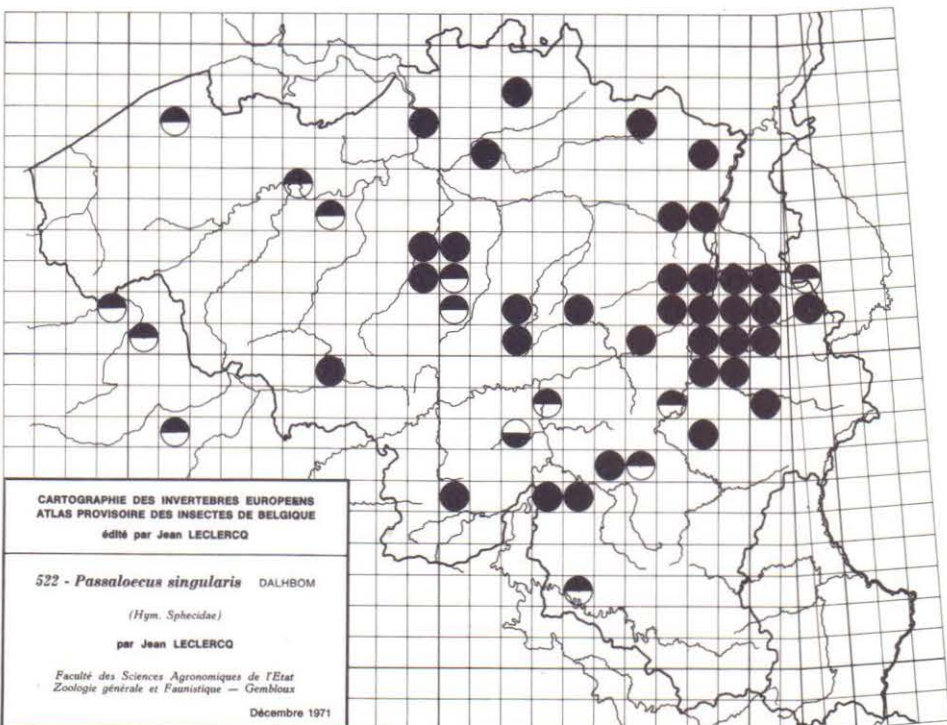 CARTOGRAPHIE DES INVERTEBRES EUROPEENS
ATLAS PROVISOIRE DES INSECTES DE BELGIQUE
édité par Jean LECLERCQ
522 - Passaloecus singularis DALHBOM
(Hym. Sphecidae)
par Jean LECLERCQ
Faculté des Sciences Agronomiques de l'Etat
Zoologie générale et Faunistique — Gembloux
Décembre 1971